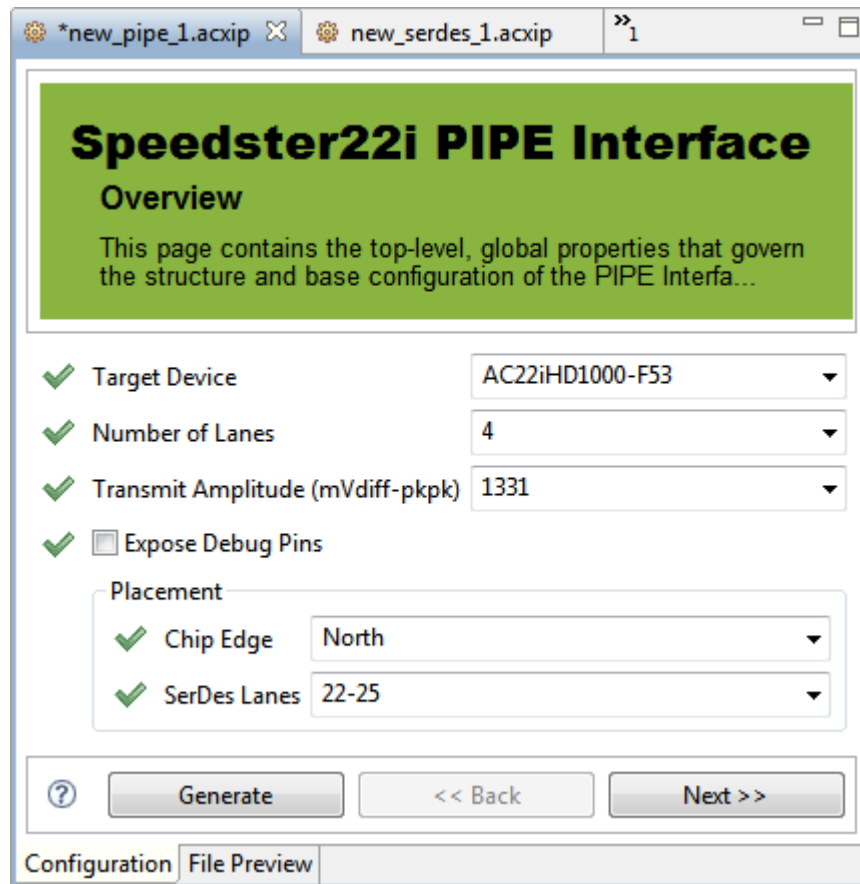 *new_pipe_1.acxip new_serdes_1.acxip »1
Speedster22i PIPE Interface
Overview
This page contains the top-level, global properties that govern
the structure and base configuration of the PIPE Interfa...
Target Device AC22iHD1000-F53
Number of Lanes 4
Transmit Amplitude (mVdiff-pkpk) 1331
Expose Debug Pins
Placement
Chip Edge North
SerDes Lanes 22-25
? Generate << Back Next >>
Configuration File Preview